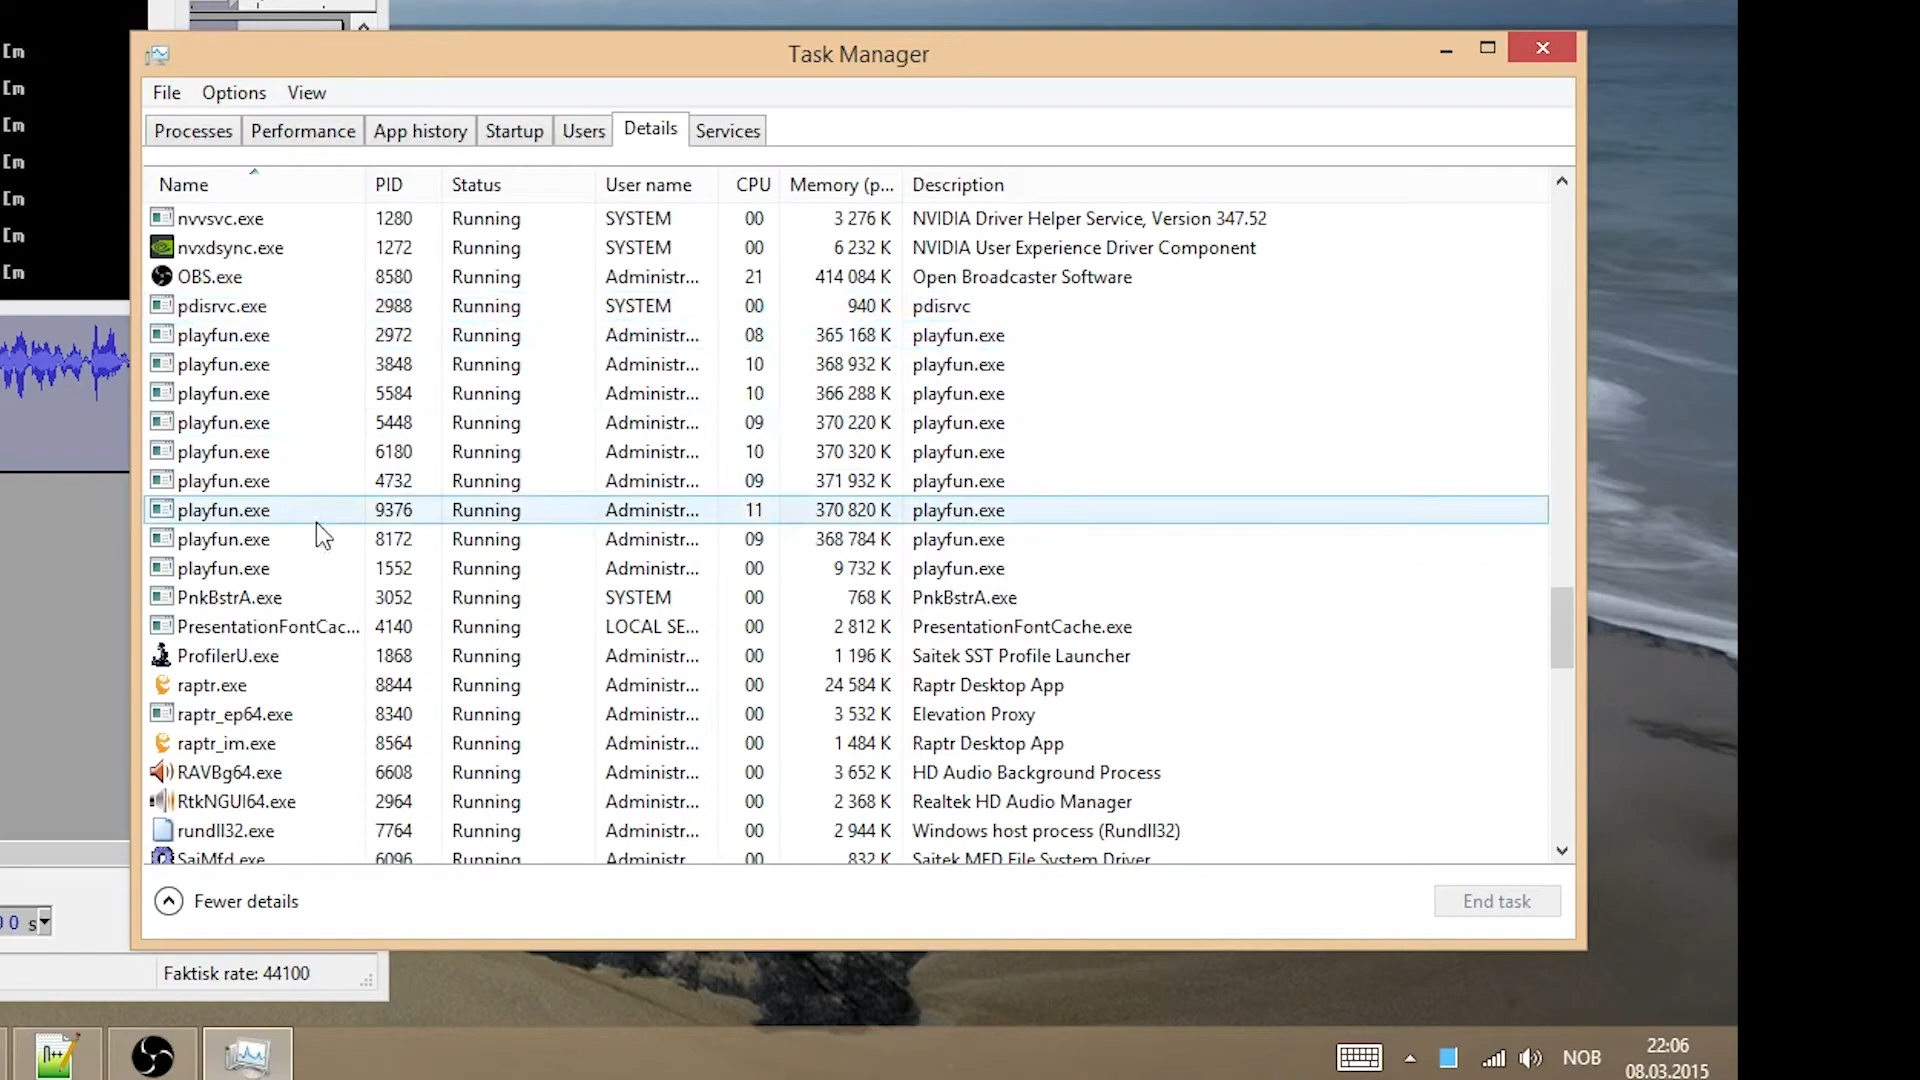 [m
[m
[m
[m
[m
[m
[m
Task Manager
File Options View
Processes Performance App history Startup Users Details Services
Name PID Status User name CPU Memory (p... Description
nvvsvc.exe 1280 Running SYSTEM 00 3 276 K NVIDIA Driver Helper Service, Version 347.52
nvxdsync.exe 1272 Running SYSTEM 00 6 232 K NVIDIA User Experience Driver Component
OBS.exe 8580 Running Administr... 21 414 084 K Open Broadcaster Software
pdisrvc.exe 2988 Running SYSTEM 00 940 K pdisrvc
playfun.exe 2972 Running Administr... 08 365 168 K playfun.exe
playfun.exe 3848 Running Administr... 10 368 932 K playfun.exe
playfun.exe 5584 Running Administr... 10 366 288 K playfun.exe
playfun.exe 5448 Running Administr... 09 370 220 K playfun.exe
playfun.exe 6180 Running Administr... 10 370 320 K playfun.exe
playfun.exe 4732 Running Administr... 09 371 932 K playfun.exe
playfun.exe 9376 Running Administr... 11 370 820 K playfun.exe
playfun.exe 8172 Running Administr... 09 368 784 K playfun.exe
playfun.exe 1552 Running Administr... 00 9 732 K playfun.exe
PnkBstrA.exe 3052 Running SYSTEM 00 768 K PnkBstrA.exe
PresentationFontCac... 4140 Running LOCAL SE... 00 2 812 K PresentationFontCache.exe
ProfilerU.exe 1868 Running Administr... 00 1 196 K Saitek SST Profile Launcher
raptr.exe 8844 Running Administr... 00 24 584 K Raptr Desktop App
raptr_ep64.exe 8340 Running Administr... 00 3 532 K Elevation Proxy
raptr_im.exe 8564 Running Administr... 00 1 484 K Raptr Desktop App
RAVBg64.exe 6608 Running Administr... 00 3 652 K HD Audio Background Process
RtkNGUI64.exe 2964 Running Administr... 00 2 368 K Realtek HD Audio Manager
rundll32.exe 7764 Running Administr... 00 2 944 K Windows host process (Rundll32)
SaiMfd.exe 6096 Running Administr... 00 832 K Saitek MFD File System Driver
Fewer details End task
0 0 s
Faktisk rate: 44100
n++
NOB
22:06
08.03.2015